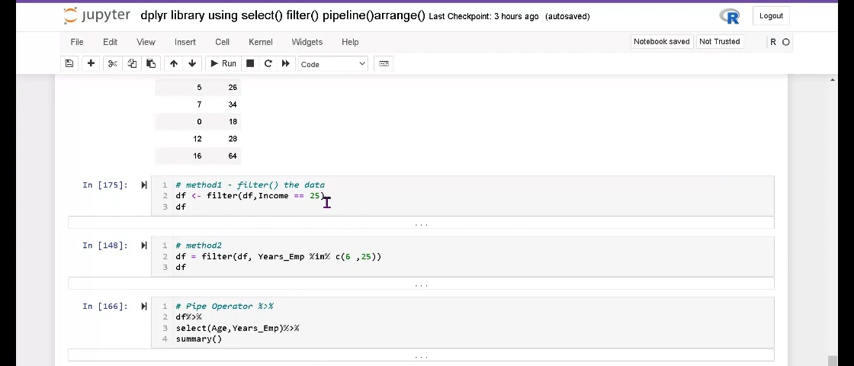 jupyter dplyr library using select() filter() pipeline()arrange() Last Checkpoint: 3 hours ago (autosaved) R Logout
File Edit View Insert Cell Kernel Widgets Help Notebook saved Not Trusted R
Run Code
5 26
7 34
0 18
12 28
16 64
In [175]: 1 # method1 - filter() the data
2 df <- filter(df,Income == 25)
3 df
...
In [148]: 1 # method2
2 df = filter(df, Years_Emp %in% c(6 ,25))
3 df
...
In [166]: 1 # Pipe Operator %>%
2 df%>%
3 select(Age,Years_Emp)%>%
4 summary()
...